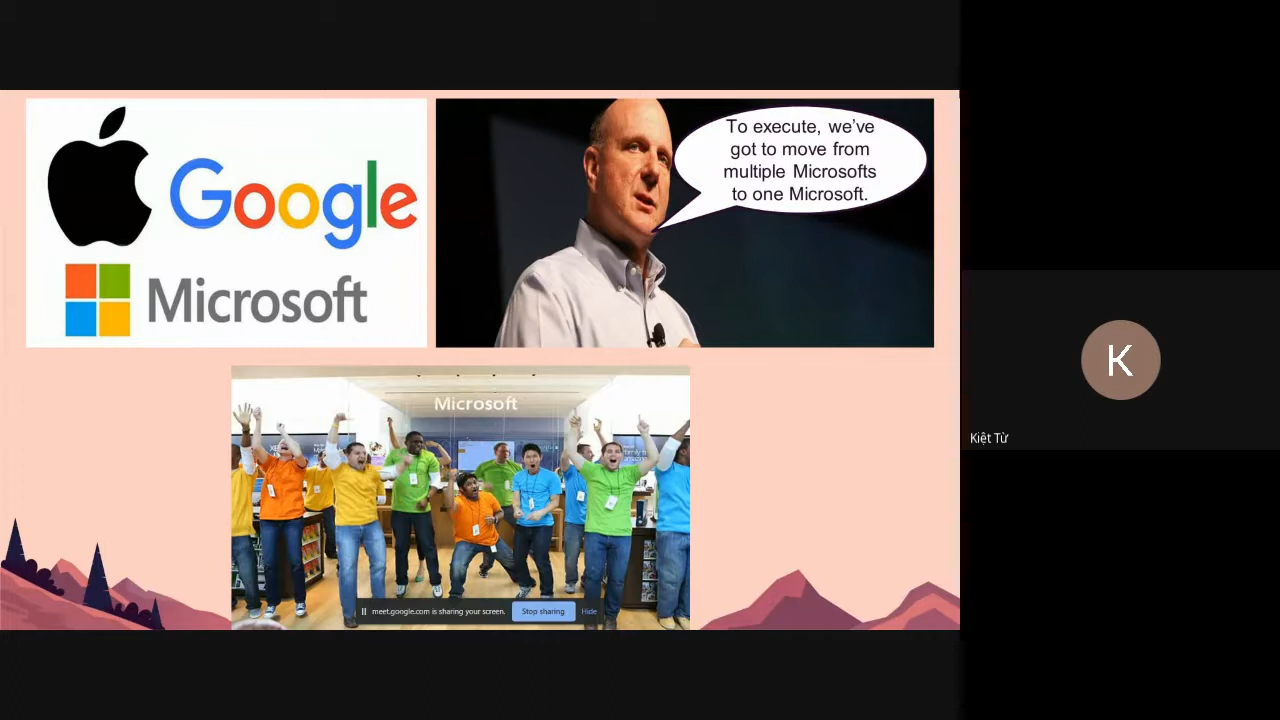 Google
Microsoft
To execute, we've
got to move from
multiple Microsofts
to one Microsoft.
Microsoft
meet.google.com is sharing your screen.
Stop sharing
Hide
K
Kiệt Từ